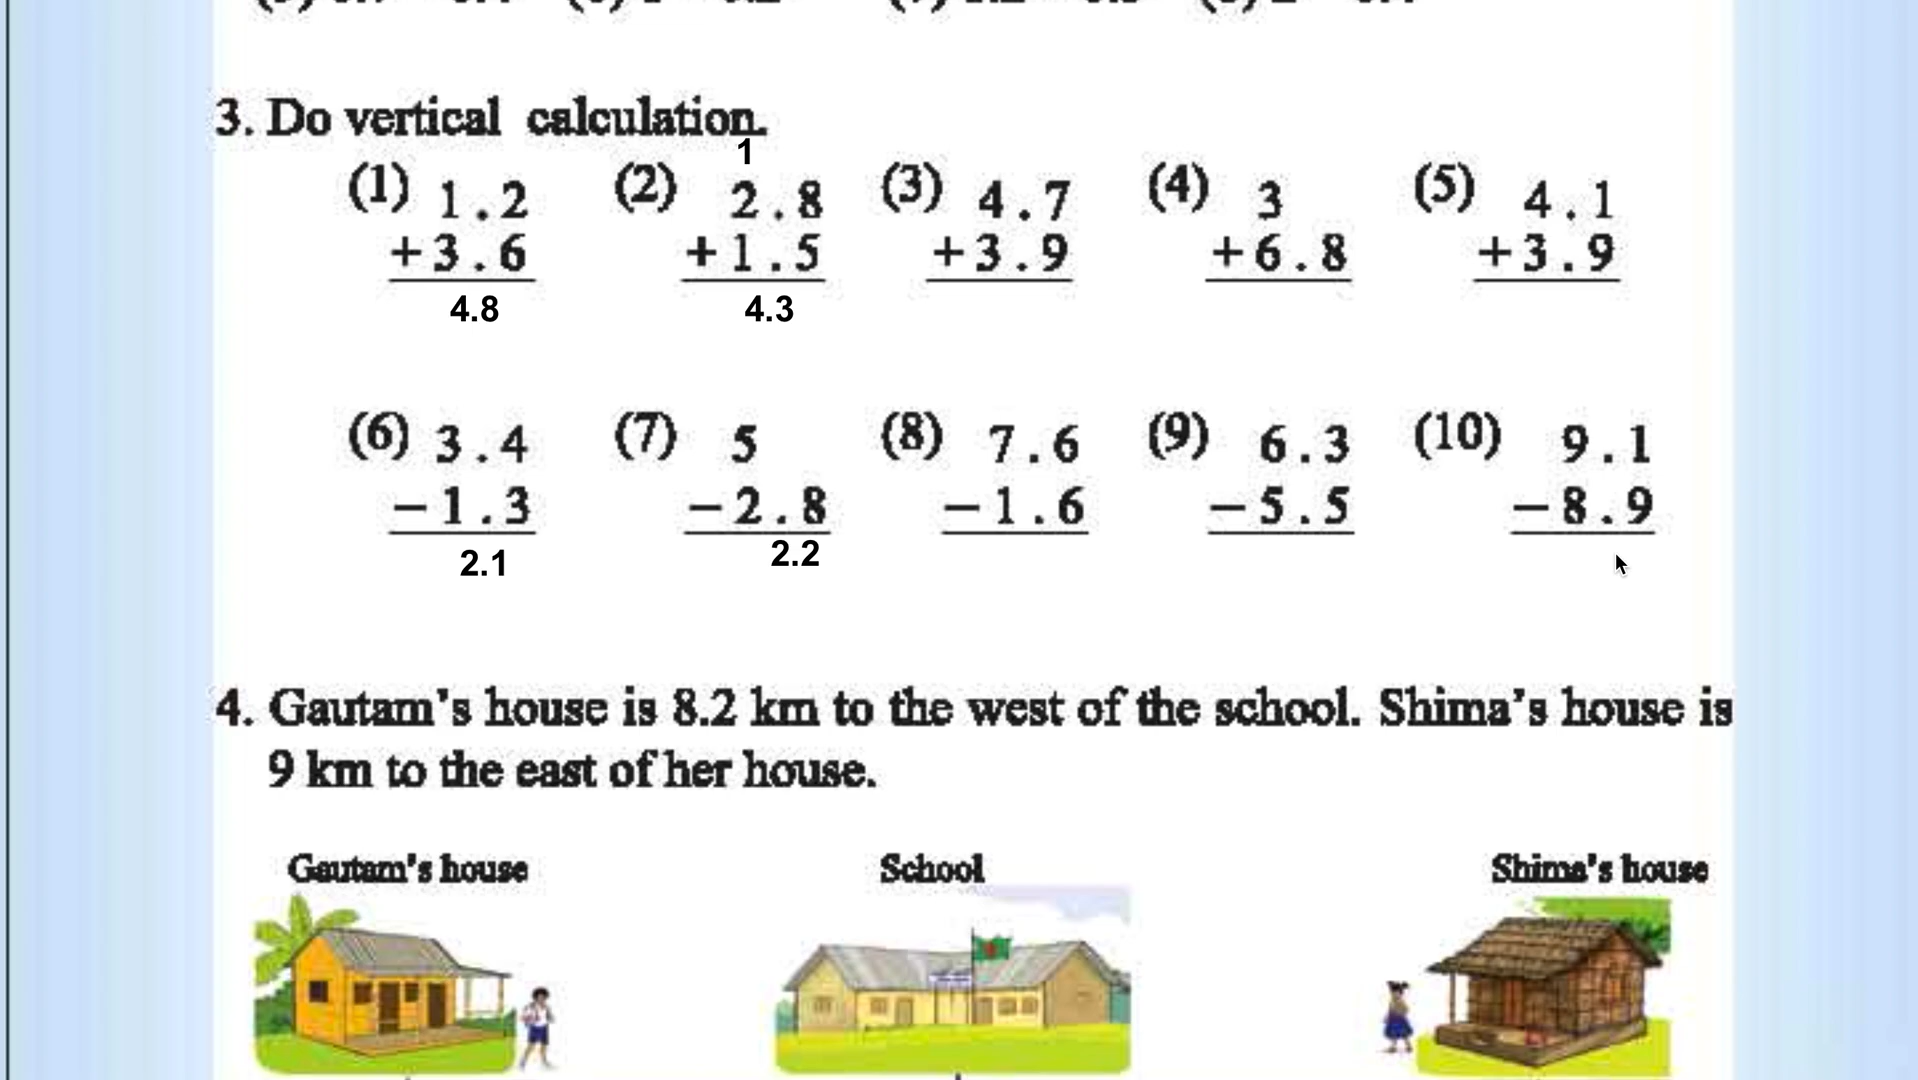 3. Do vertical calculation.
1
(1) 1.2 (2) 2.8 (3) 4.7 (4) 3 (5) 4.1
+3.6 +1.5 +3.9 +6.8 +3.9
4.8 4.3
(6) 3.4 (7) 5 (8) 7.6 (9) 6.3 (10) 9.1
−1.3 −2.8 −1.6 −5.5 −8.9
2.1 2.2
4. Gautam's house is 8.2 km to the west of the school. Shima's house is
9 km to the east of her house.
Gautam's house School Shima's house